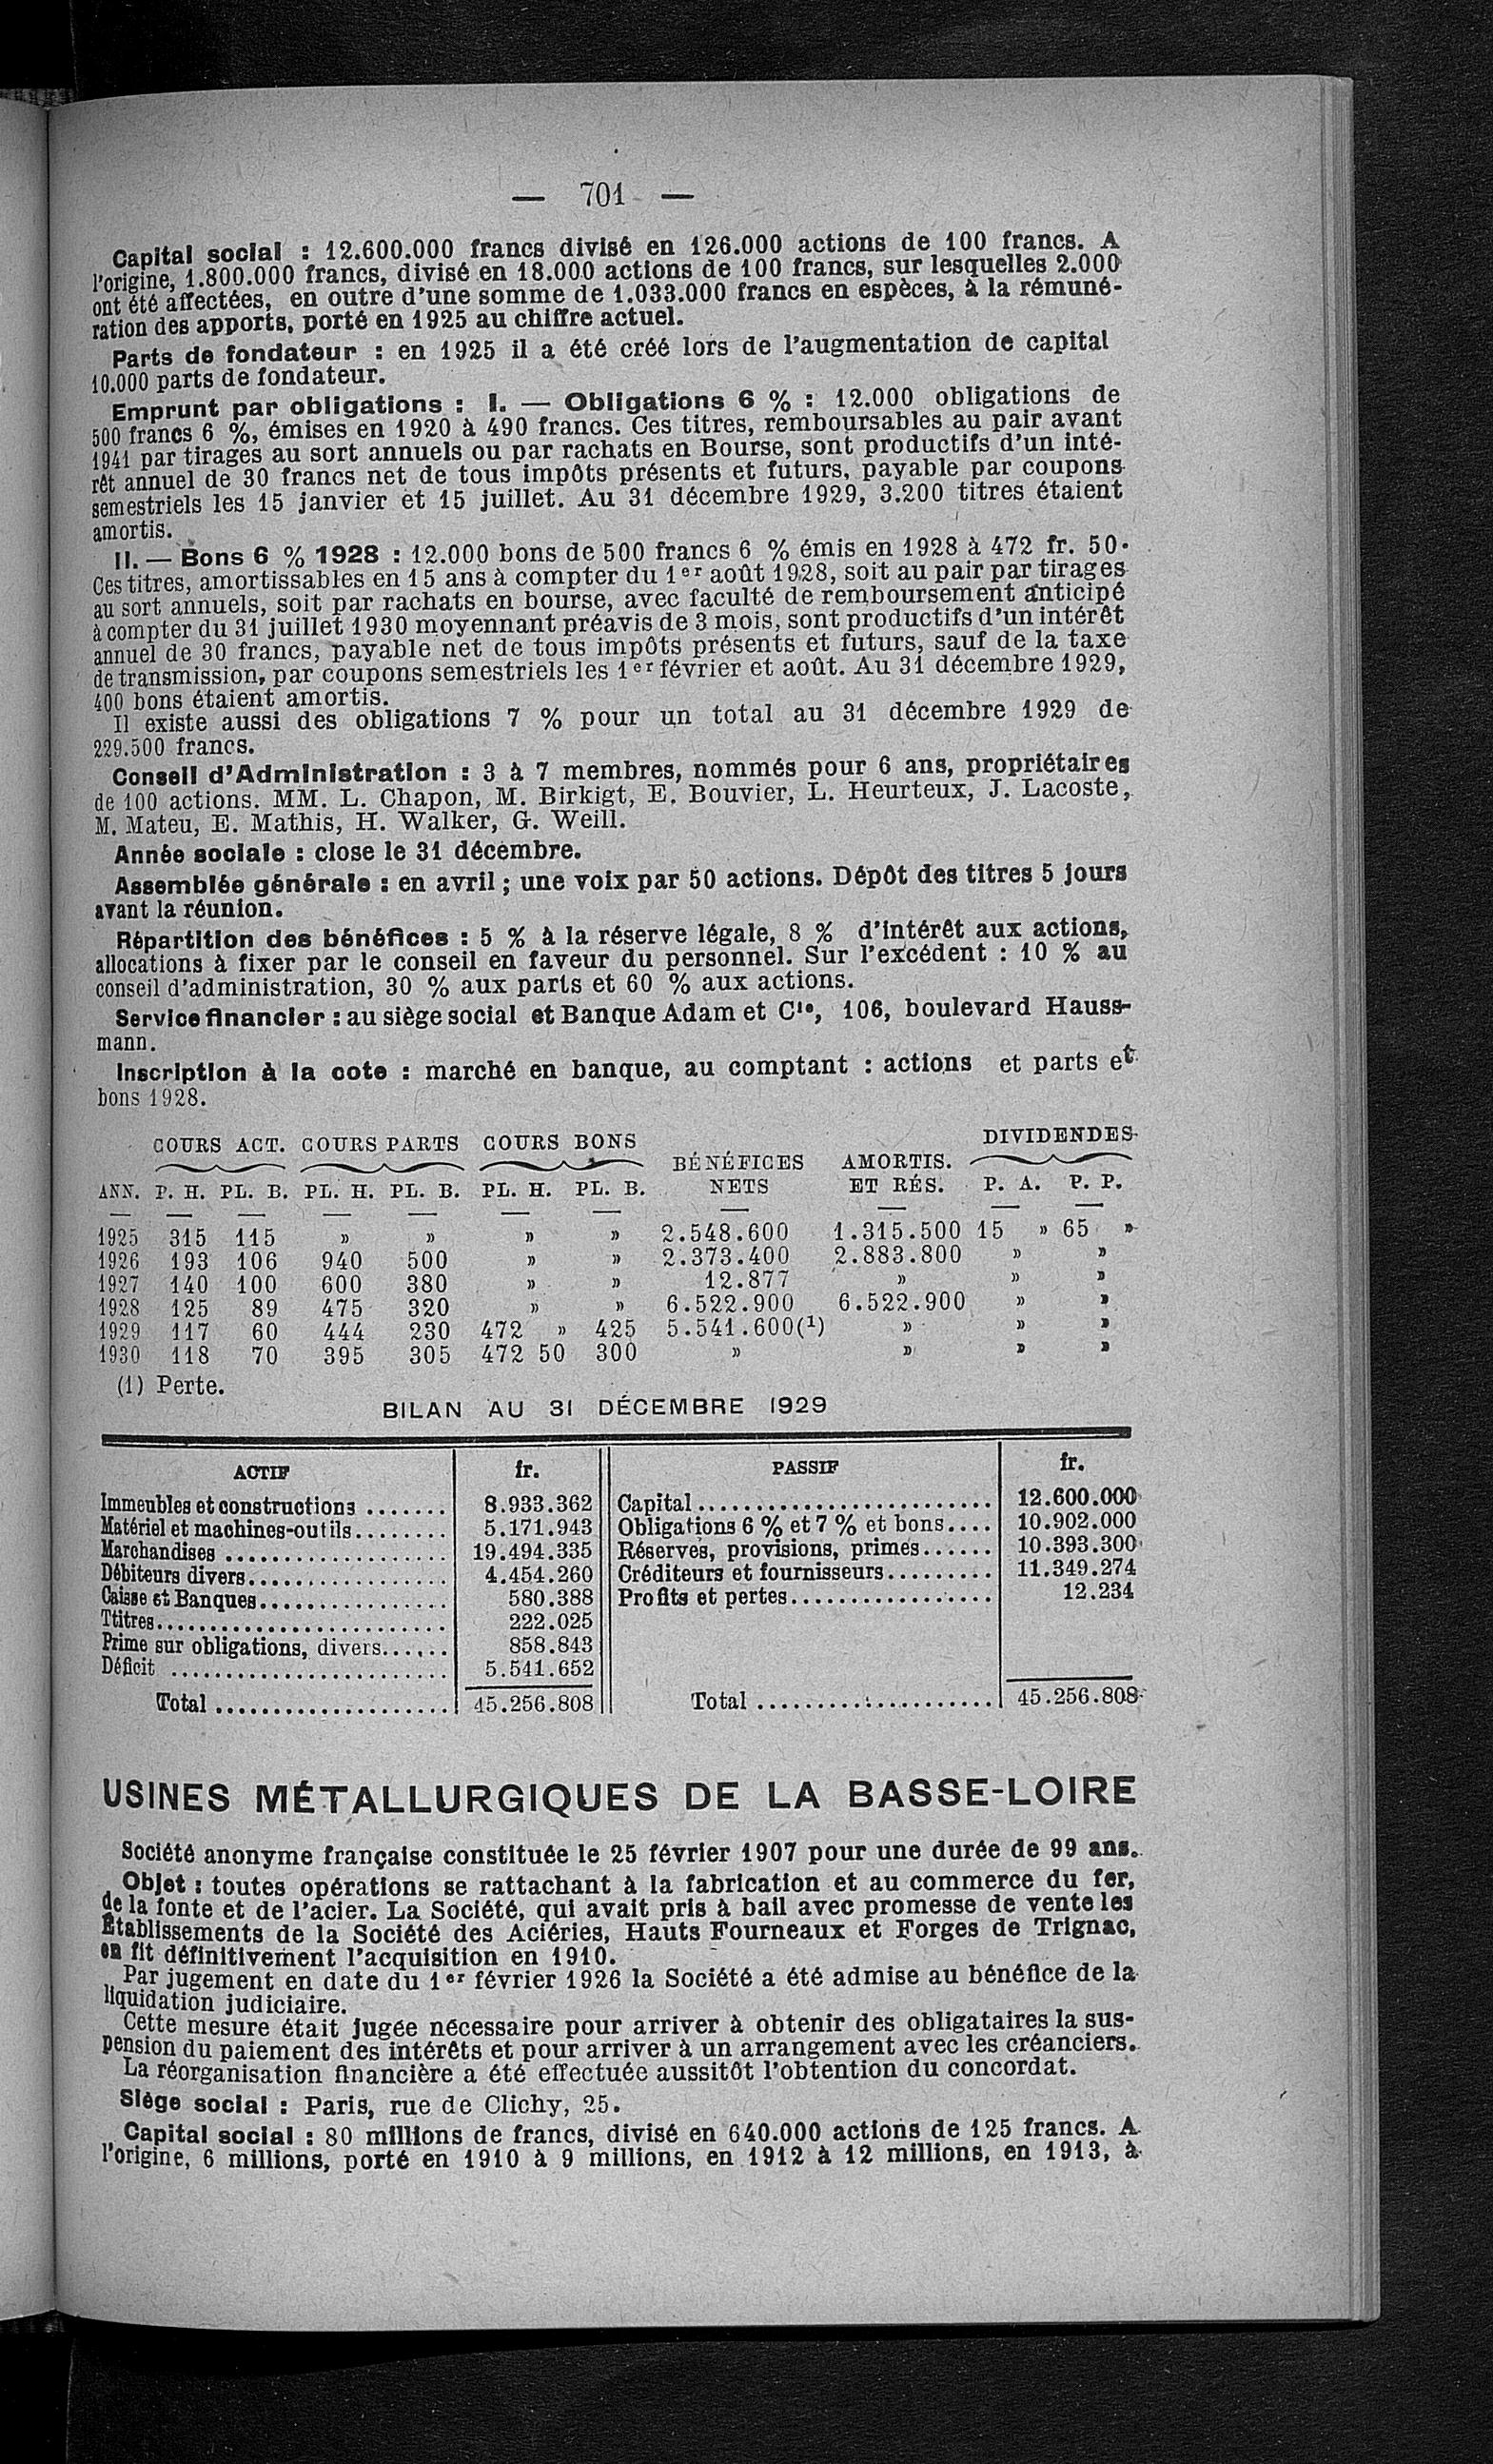 — 701 —
Capital social : 12.600.000 francs divisé en 126.000 actions de 100 francs. A
l'origine, 1.800.000 francs, divisé en 18.000 actions de 100 francs, sur lesquelles 2.000
ont été affectées, en outre d'une somme de 1.033.000 francs en espèces, à la rémuné-
ration des apports, porté en 1925 au chiffre actuel.
Parts de fondateur : en 1925 il a été créé lors de l'augmentation de capital
10.000 parts de fondateur.
Emprunt par obligations : I. — Obligations 6 % : 12.000 obligations de
500 francs 6 %, émises en 1920 à 490 francs. Ces titres, remboursables au pair avant
1941 par tirages au sort annuels ou par rachats en Bourse, sont productifs d'un inté-
rêt annuel de 30 francs net de tous impôts présents et futurs, payable par coupons
semestriels les 15 janvier et 15 juillet. Au 31 décembre 1929, 3.200 titres étaient
amortis.
II. — Bons 6 % 1928 : 12.000 bons de 500 francs 6 % émis en 1928 à 472 fr. 50.
Ces titres, amortissables en 15 ans à compter du 1er août 1928, soit au pair par tirages
au sort annuels, soit par rachats en bourse, avec faculté de remboursement anticipé
à compter du 31 juillet 1930 moyennant préavis de 3 mois, sont productifs d'un intérêt
annuel de 30 francs, payable net de tous impôts présents et futurs, sauf de la taxe
de transmission, par coupons semestriels les 1er février et août. Au 31 décembre 1929,
400 bons étaient amortis.
Il existe aussi des obligations 7 % pour un total au 31 décembre 1929 de
229.500 francs.
Conseil d'Administration : 3 à 7 membres, nommés pour 6 ans, propriétaires
de 100 actions. MM. L. Chapon, M. Birkigt, E. Bouvier, L. Heurteux, J. Lacoste,
M. Mateu, E. Mathis, H. Walker, G. Weill.
Année sociale : close le 31 décembre.
Assemblée générale : en avril ; une voix par 50 actions. Dépôt des titres 5 jours
avant la réunion.
Répartition des bénéfices : 5 % à la réserve légale, 8 % d'intérêt aux actions,
allocations à fixer par le conseil en faveur du personnel. Sur l'excédent : 10 % au
conseil d'administration, 30 % aux parts et 60 % aux actions.
Service financier : au siège social et Banque Adam et Cie, 106, boulevard Hauss-
mann.
Inscription à la cote : marché en banque, au comptant : actions et parts et
bons 1928.
COURS ACT. COURS PARTS COURS BONS BÉNÉFICES AMORTIS. DIVIDENDES
ANN. P. H. PL. B. PL. H. PL. B. PL. H. PL. B. NETS ET RÉS. P. A. P. P.
1925 315 115 » » » » 2.548.600 1.315.500 15 » 65 »
1926 193 106 940 500 » » 2.373.400 2.883.800 » »
1927 140 100 600 380 » » 12.877 » » »
1928 125 89 475 320 » » 6.522.900 6.522.900 » »
1929 117 60 444 230 472 » 425 5.541.600(1) » » »
1930 118 70 395 305 472 50 300 » » » »
(1) Perte.
BILAN AU 31 DÉCEMBRE 1929
ACTIF fr. PASSIF fr.
Immeubles et constructions ....... 8.933.362 Capital......................... 12.600.000
Matériel et machines-outils........ 5.171.943 Obligations 6 % et 7 % et bons.... 10.902.000
Marchandises ................... 19.494.335 Réserves, provisions, primes...... 10.393.300
Débiteurs divers................. 4.454.260 Créditeurs et fournisseurs......... 11.349.274
Caisse et Banques................ 580.388 Profits et pertes................. 12.234
Ttitres......................... 222.025
Prime sur obligations, divers...... 858.843
Déficit ........................ 5.541.652
Total .................... 45.256.808 Total .................... 45.256.808
USINES MÉTALLURGIQUES DE LA BASSE-LOIRE
Société anonyme française constituée le 25 février 1907 pour une durée de 99 ans.
Objet : toutes opérations se rattachant à la fabrication et au commerce du fer,
de la fonte et de l'acier. La Société, qui avait pris à bail avec promesse de vente les
Établissements de la Société des Aciéries, Hauts Fourneaux et Forges de Trignac,
en fit définitivement l'acquisition en 1910.
Par jugement en date du 1er février 1926 la Société a été admise au bénéfice de la
liquidation judiciaire.
Cette mesure était jugée nécessaire pour arriver à obtenir des obligataires la sus-
pension du paiement des intérêts et pour arriver à un arrangement avec les créanciers.
La réorganisation financière a été effectuée aussitôt l'obtention du concordat.
Siège social : Paris, rue de Clichy, 25.
Capital social : 80 millions de francs, divisé en 640.000 actions de 125 francs. A
l'origine, 6 millions, porté en 1910 à 9 millions, en 1912 à 12 millions, en 1913, à